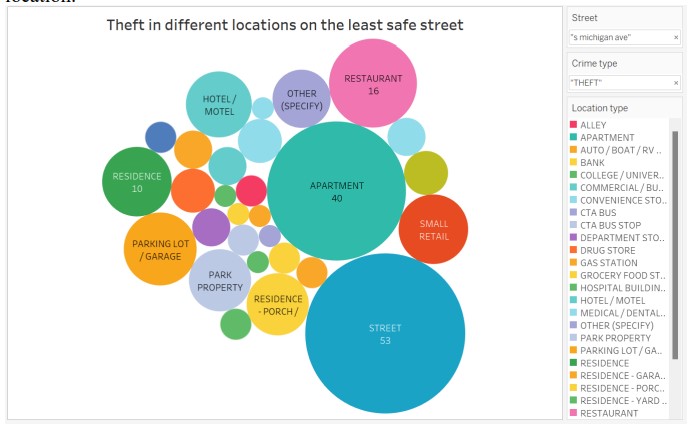 location.
Theft in different locations on the least safe street
RESTAURANT
16
OTHER
(SPECIFY)
HOTEL /
MOTEL
RESIDENCE
10
APARTMENT
40
SMALL
RETAIL
PARKING LOT
/ GARAGE
PARK
PROPERTY
RESIDENCE
- PORCH /
STREET
53
Street
"s michigan ave" ×
Crime type
"THEFT" ×
Location type
ALLEY
APARTMENT
AUTO / BOAT / RV ..
BANK
COLLEGE / UNIVER..
COMMERCIAL / BU..
CONVENIENCE STO..
CTA BUS
CTA BUS STOP
DEPARTMENT STO..
DRUG STORE
GAS STATION
GROCERY FOOD ST..
HOSPITAL BUILDIN..
HOTEL / MOTEL
MEDICAL / DENTAL..
OTHER (SPECIFY)
PARK PROPERTY
PARKING LOT / GA..
RESIDENCE
RESIDENCE - GARA..
RESIDENCE - PORC..
RESIDENCE - YARD ..
RESTAURANT